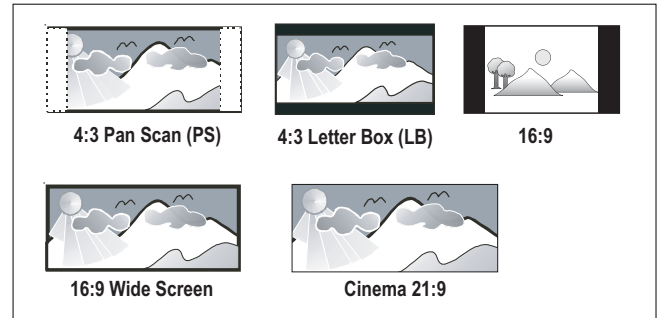 4:3 Pan Scan (PS)
4:3 Letter Box (LB)
16:9
16:9 Wide Screen
Cinema 21:9